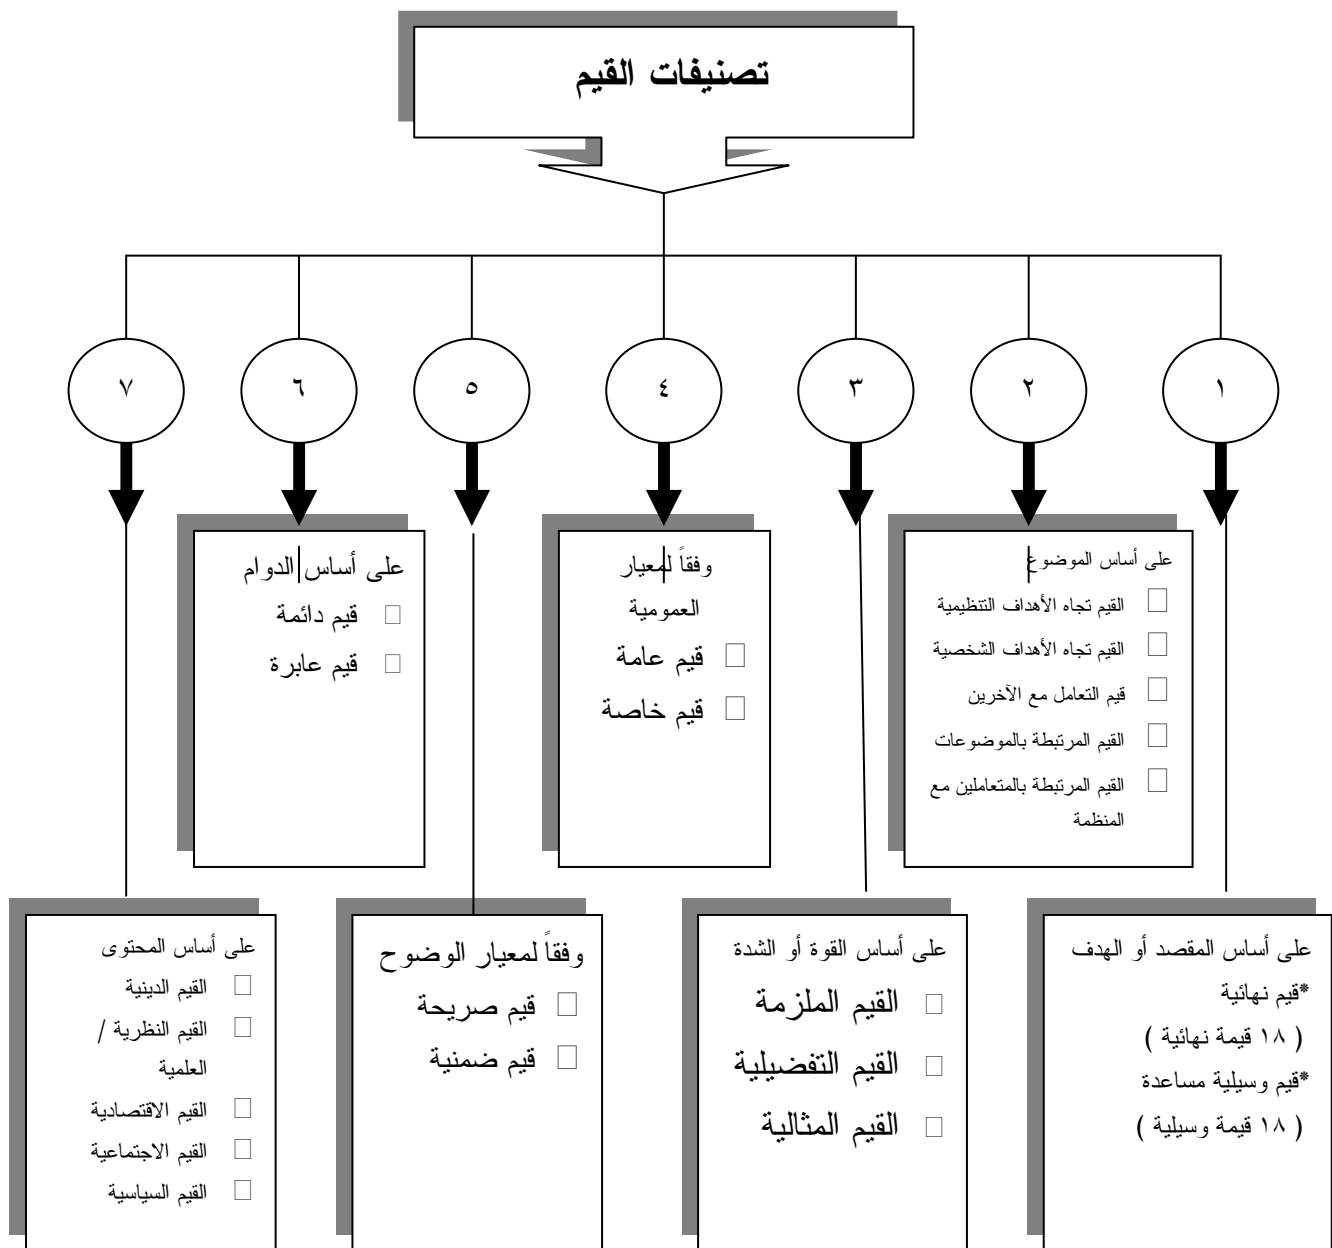 تصنيفات القيم
١
٢
٣
٤
٥
٦
٧
على أساس الموضوع
القيم تجاه الأهداف التنظيمية
القيم تجاه الأهداف الشخصية
قيم التعامل مع الآخرين
القيم المرتبطة بالموضوعات
القيم المرتبطة بالمتعاملين مع
المنظمة
وفقاً لمعيار
العمومية
قيم عامة
قيم خاصة
على أساس الدوام
قيم دائمة
قيم عابرة
على أساس المقصد أو الهدف
*قيم نهائية
( ١٨ قيمة نهائية )
*قيم وسيلية مساعدة
( ١٨ قيمة وسيلية )
على أساس القوة أو الشدة
القيم الملزمة
القيم التفضيلية
القيم المثالية
وفقاً لمعيار الوضوح
قيم صريحة
قيم ضمنية
على أساس المحتوى
القيم الدينية
القيم النظرية /
العلمية
القيم الاقتصادية
القيم الاجتماعية
القيم السياسية